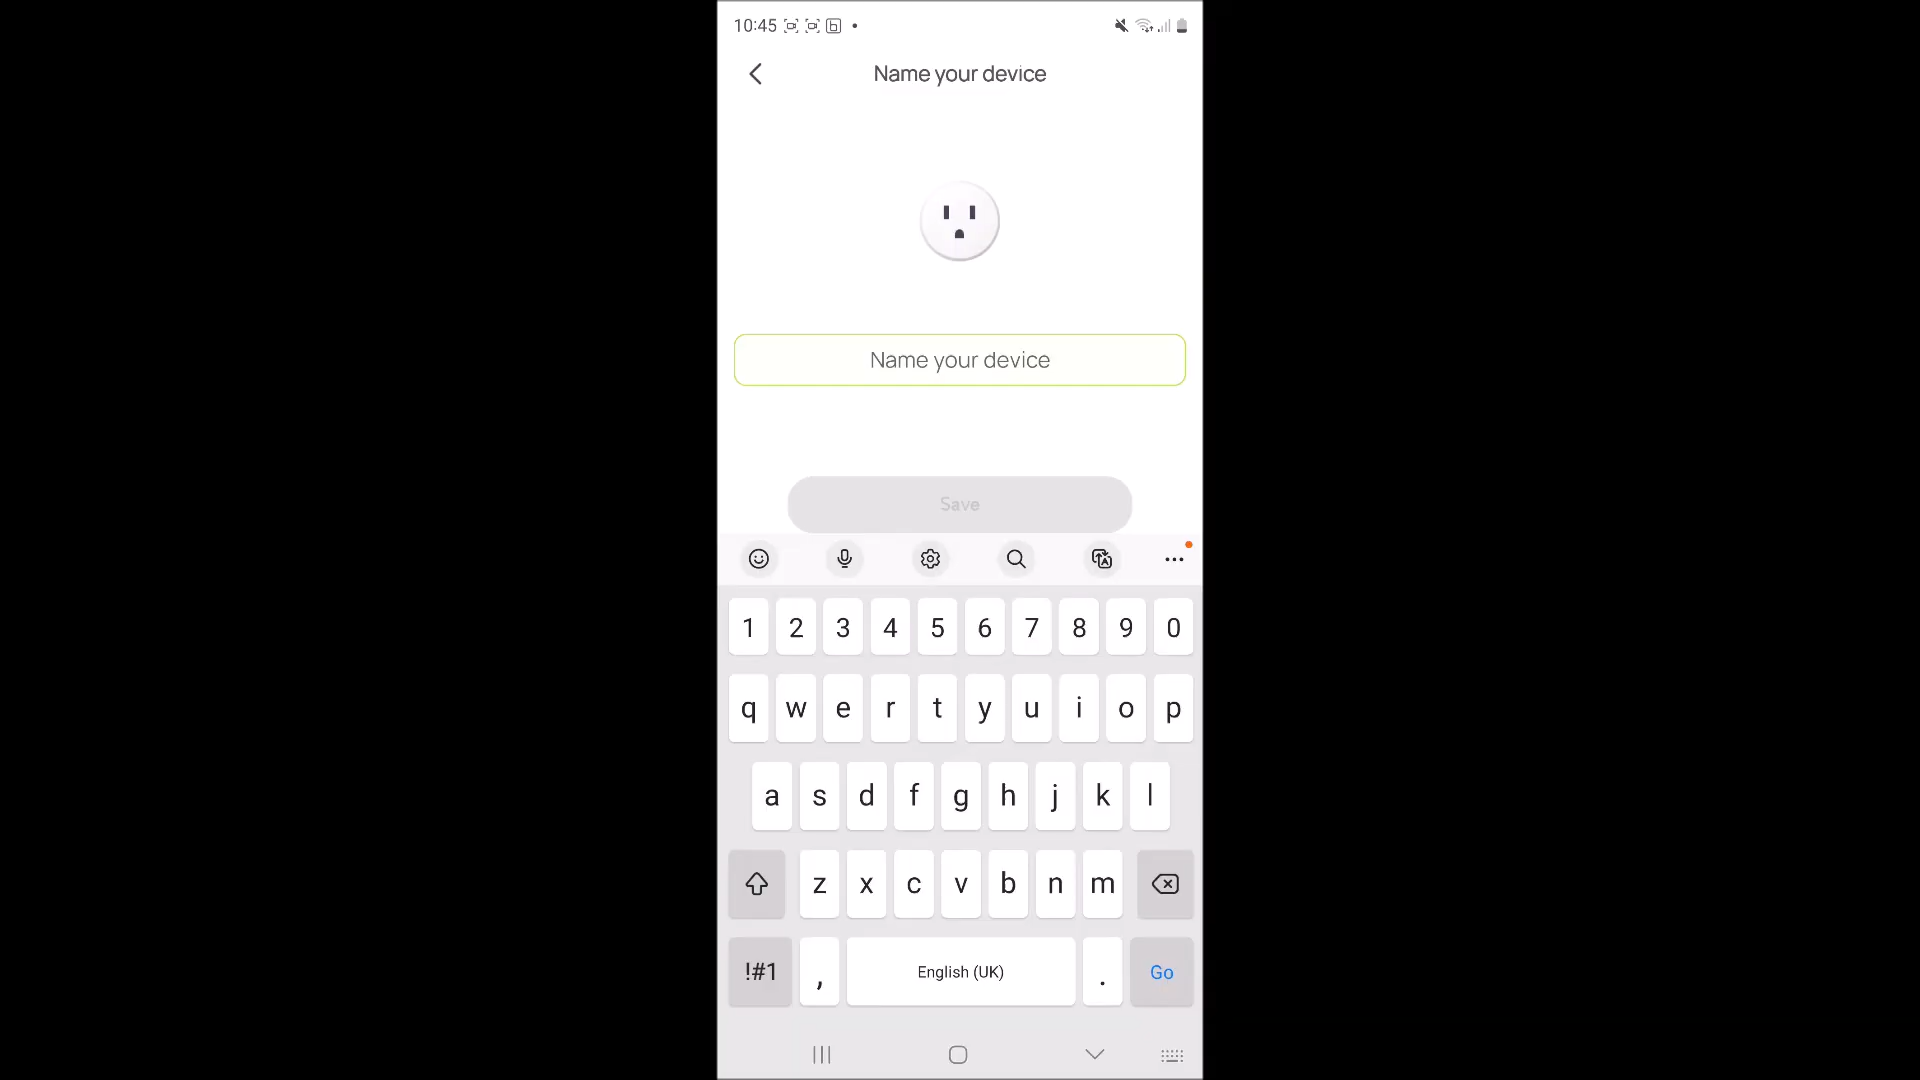 10:45
Name your device
Name your device
Save
1 2 3 4 5 6 7 8 9 0
q w e r t y u i o p
a s d f g h j k l
z x c v b n m
!#1 , English (UK) . Go